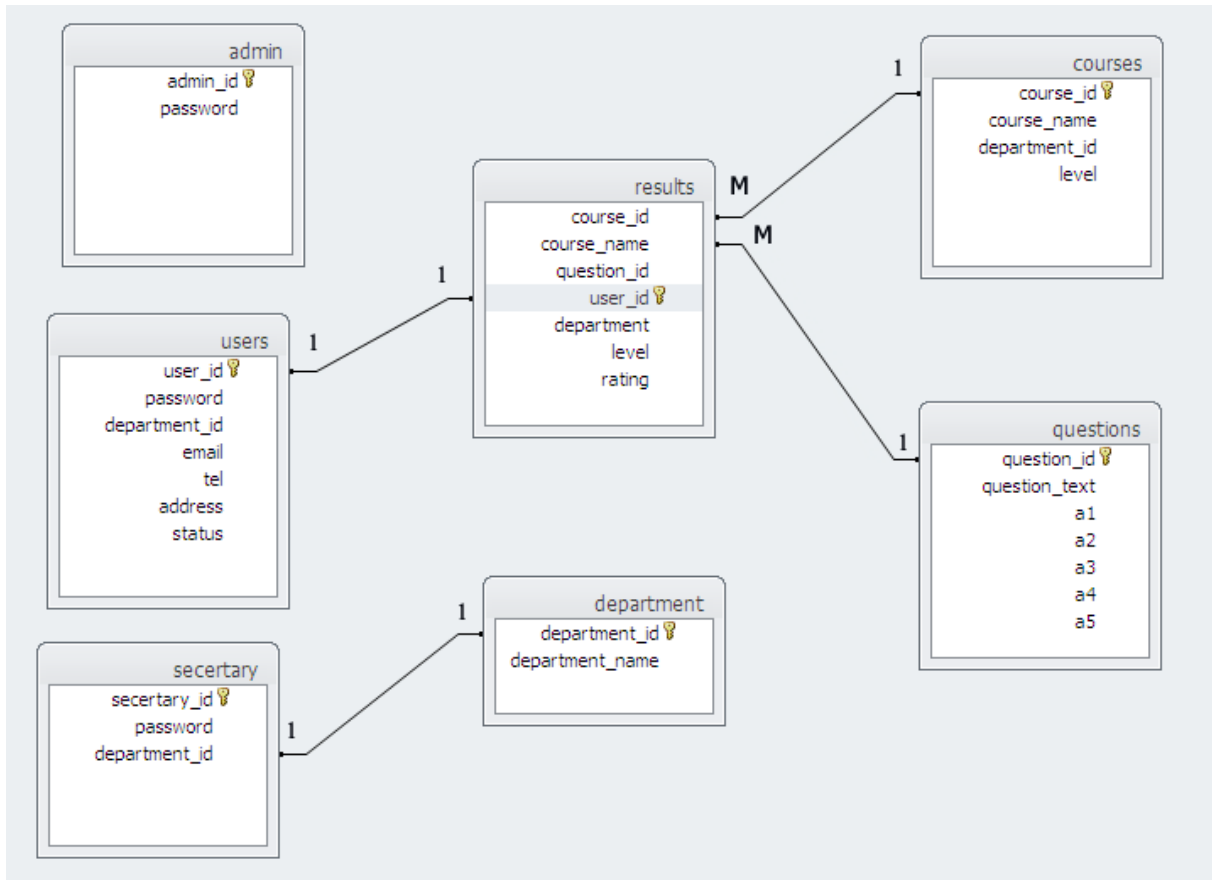 admin
admin_id
password
users
user_id
password
department_id
email
tel
address
status
secertary
secertary_id
password
department_id
results
course_id
course_name
question_id
user_id
department
level
rating
department
department_id
department_name
courses
course_id
course_name
department_id
level
questions
question_id
question_text
a1
a2
a3
a4
a5
1
1
M
1
M
1
1
1